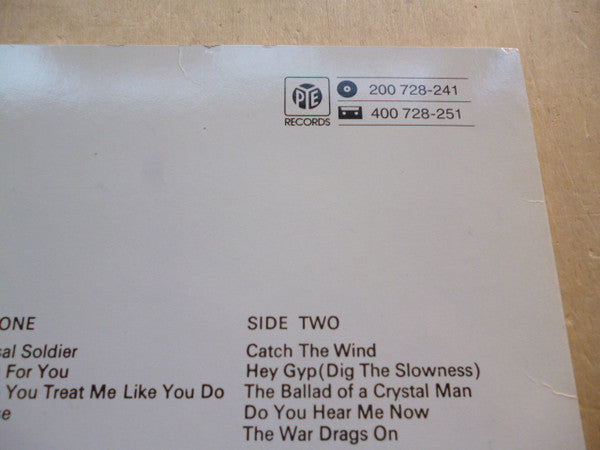 PYE
RECORDS
200 728-241
400 728-251
ONE
sal Soldier
For You
You Treat Me Like You Do
se
SIDE TWO
Catch The Wind
Hey Gyp(Dig The Slowness)
The Ballad of a Crystal Man
Do You Hear Me Now
The War Drags On